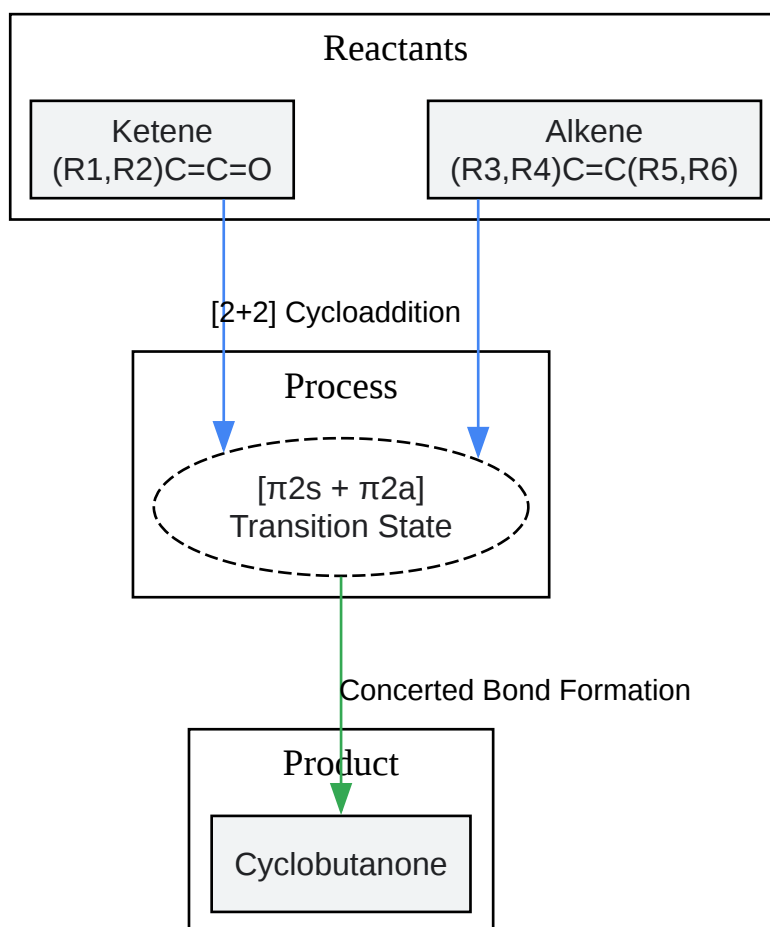 Reactants
Ketene
(R1,R2)C=C=O
Alkene
(R3,R4)C=C(R5,R6)
[2+2] Cycloaddition
Process
[π2s + π2a]
Transition State
Concerted Bond Formation
Product
Cyclobutanone